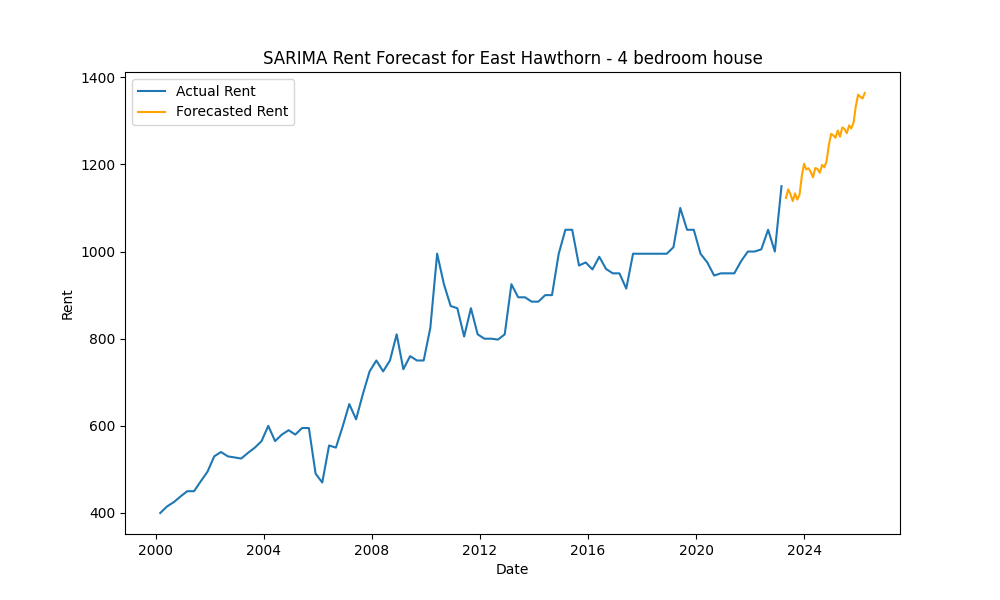 SARIMA Rent Forecast for East Hawthorn - 4 bedroom house
Actual Rent
Forecasted Rent
1400
1200
1000
800
600
400
Rent
2000 2004 2008 2012 2016 2020 2024
Date